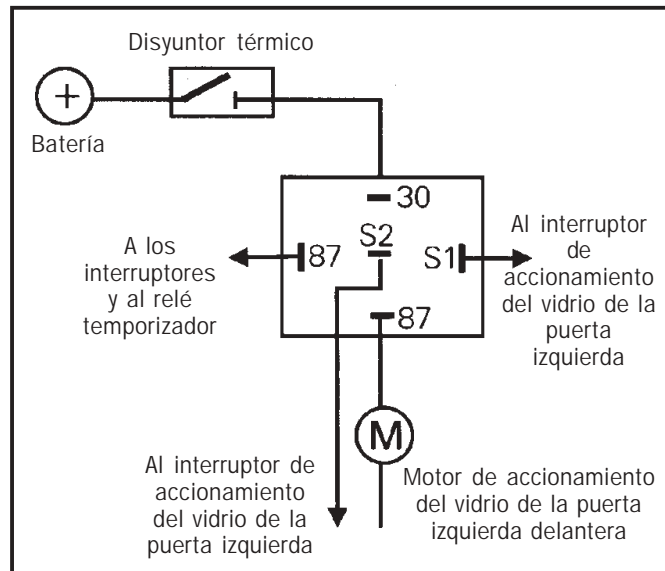 Disyuntor térmico
+
Batería
30
A los
interruptores
y al relé
temporizador
87
S2
S1
Al interruptor
de
accionamiento
del vidrio de la
puerta
izquierda
87
M
Al interruptor de
accionamiento
del vidrio de la
puerta izquierda
Motor de accionamiento
del vidrio de la puerta
izquierda delantera